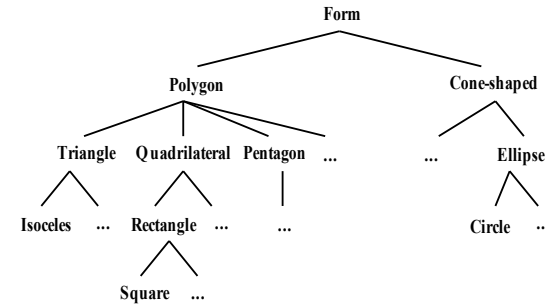 Form
Polygon Cone-shaped
Triangle Quadrilateral Pentagon ... ... Ellipse
Isoceles ... Rectangle ... ... Circle ..
Square ...